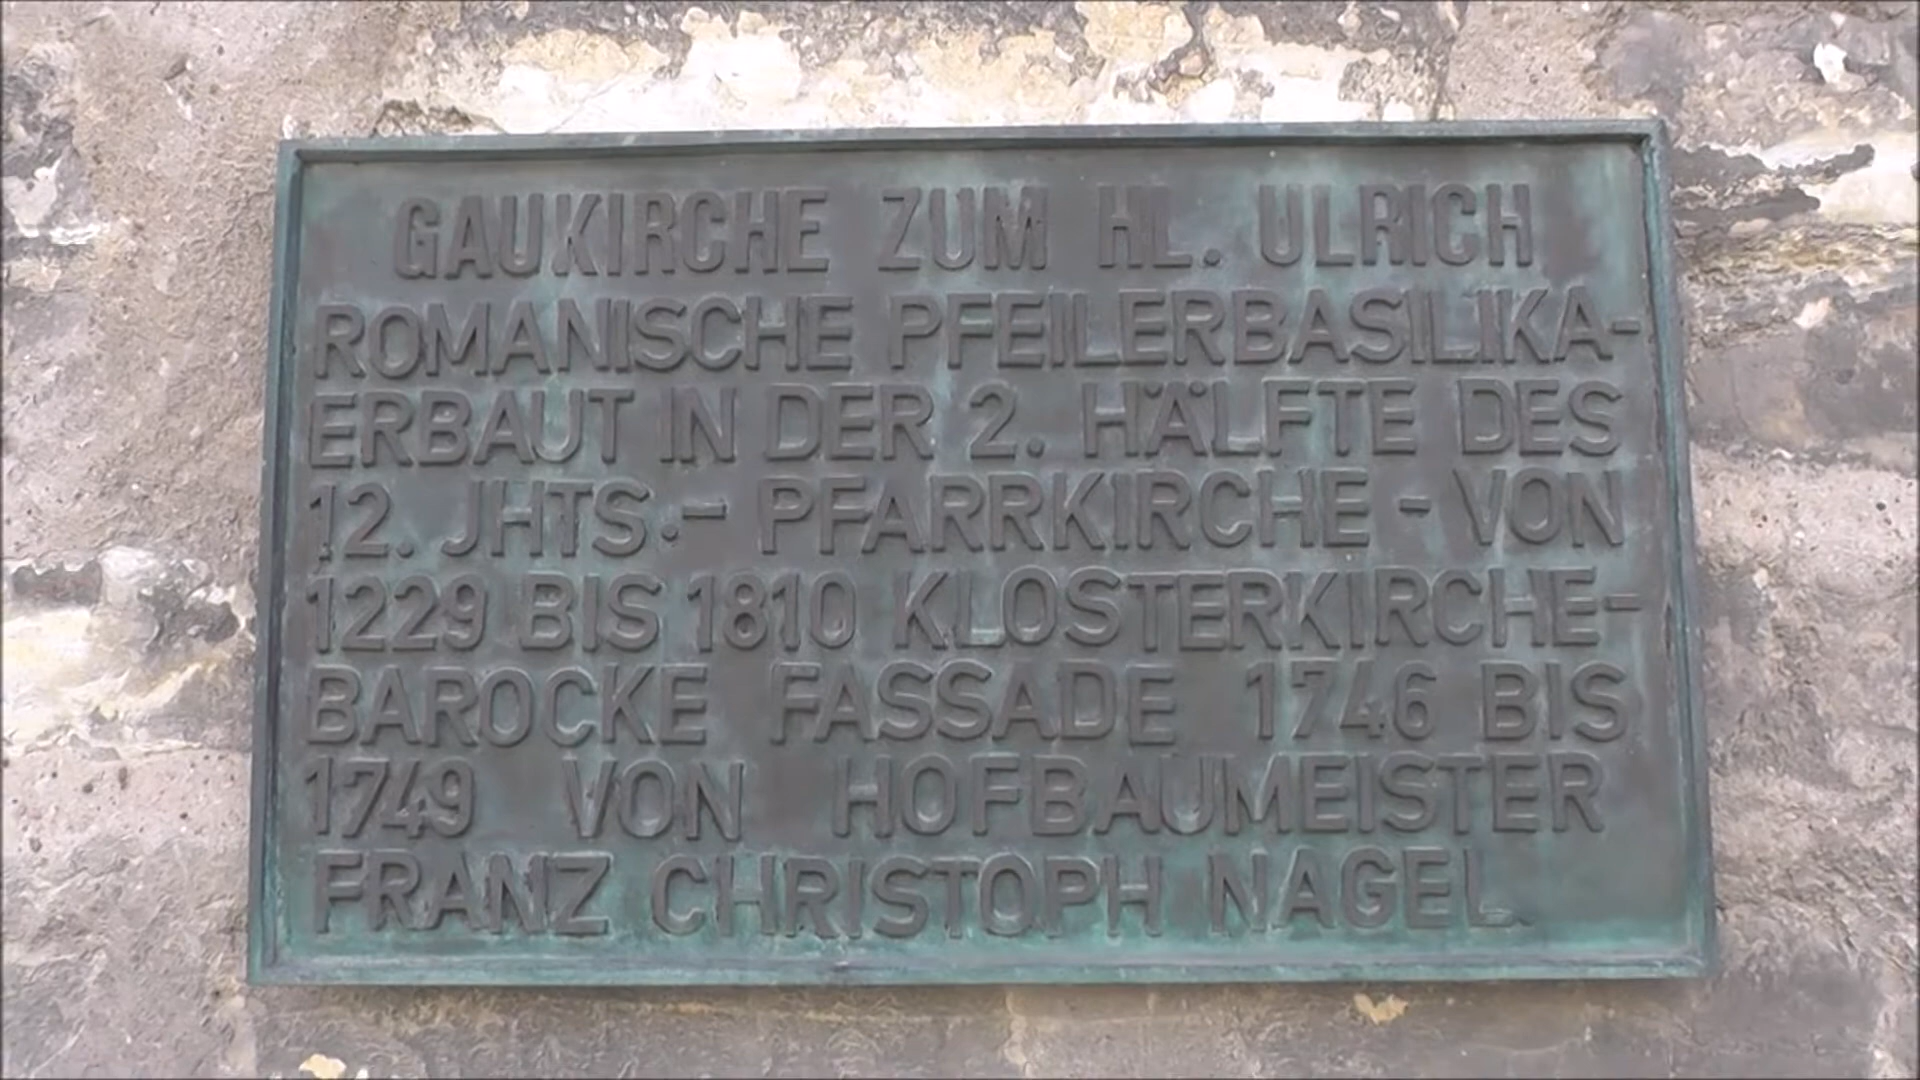 GAUKIRCHE ZUM HL. ULRICH
ROMANISCHE PFEILERBASILIKA-
ERBAUT IN DER 2. HÄLFTE DES
12. JHTS.- PFARRKIRCHE - VON
1229 BIS 1810 KLOSTERKIRCHE-
BAROCKE FASSADE 1746 BIS
1749 VON HOFBAUMEISTER
FRANZ CHRISTOPH NAGEL